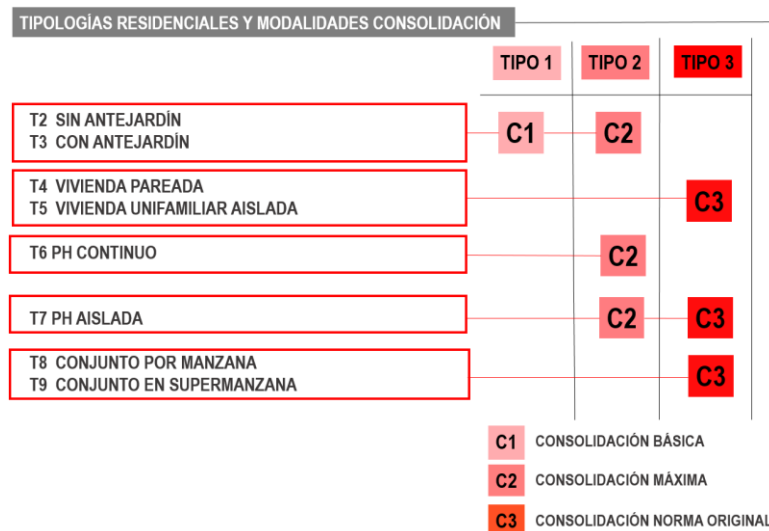 TIPOLOGÍAS RESIDENCIALES Y MODALIDADES CONSOLIDACIÓN
TIPO 1 TIPO 2 TIPO 3
T2 SIN ANTEJARDÍN
T3 CON ANTEJARDÍN
C1 C2
T4 VIVIENDA PAREADA
T5 VIVIENDA UNIFAMILIAR AISLADA
C3
T6 PH CONTINUO
C2
T7 PH AISLADA
C2 C3
T8 CONJUNTO POR MANZANA
T9 CONJUNTO EN SUPERMANZANA
C3
C1 CONSOLIDACIÓN BÁSICA
C2 CONSOLIDACIÓN MÁXIMA
C3 CONSOLIDACIÓN NORMA ORIGINAL